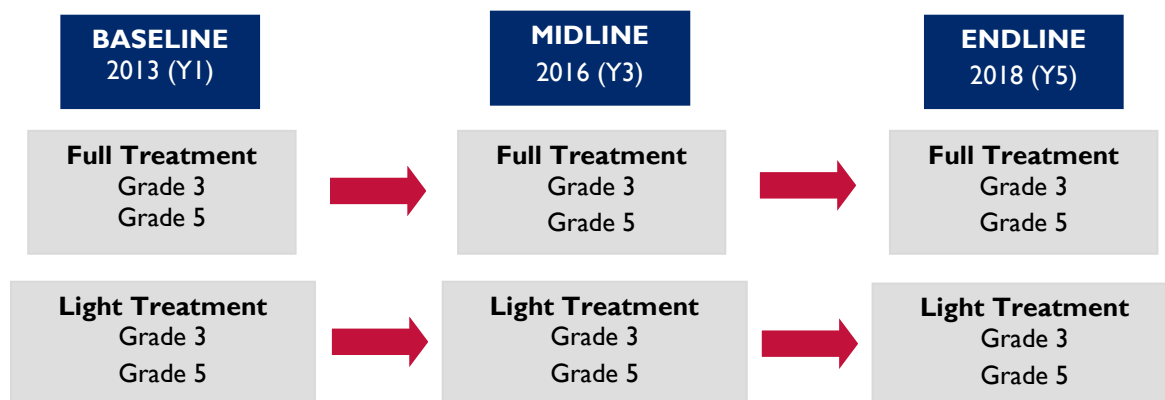 BASELINE
2013 (Y1)
MIDLINE
2016 (Y3)
ENDLINE
2018 (Y5)
Full Treatment
Grade 3
Grade 5
Full Treatment
Grade 3
Grade 5
Full Treatment
Grade 3
Grade 5
Light Treatment
Grade 3
Grade 5
Light Treatment
Grade 3
Grade 5
Light Treatment
Grade 3
Grade 5